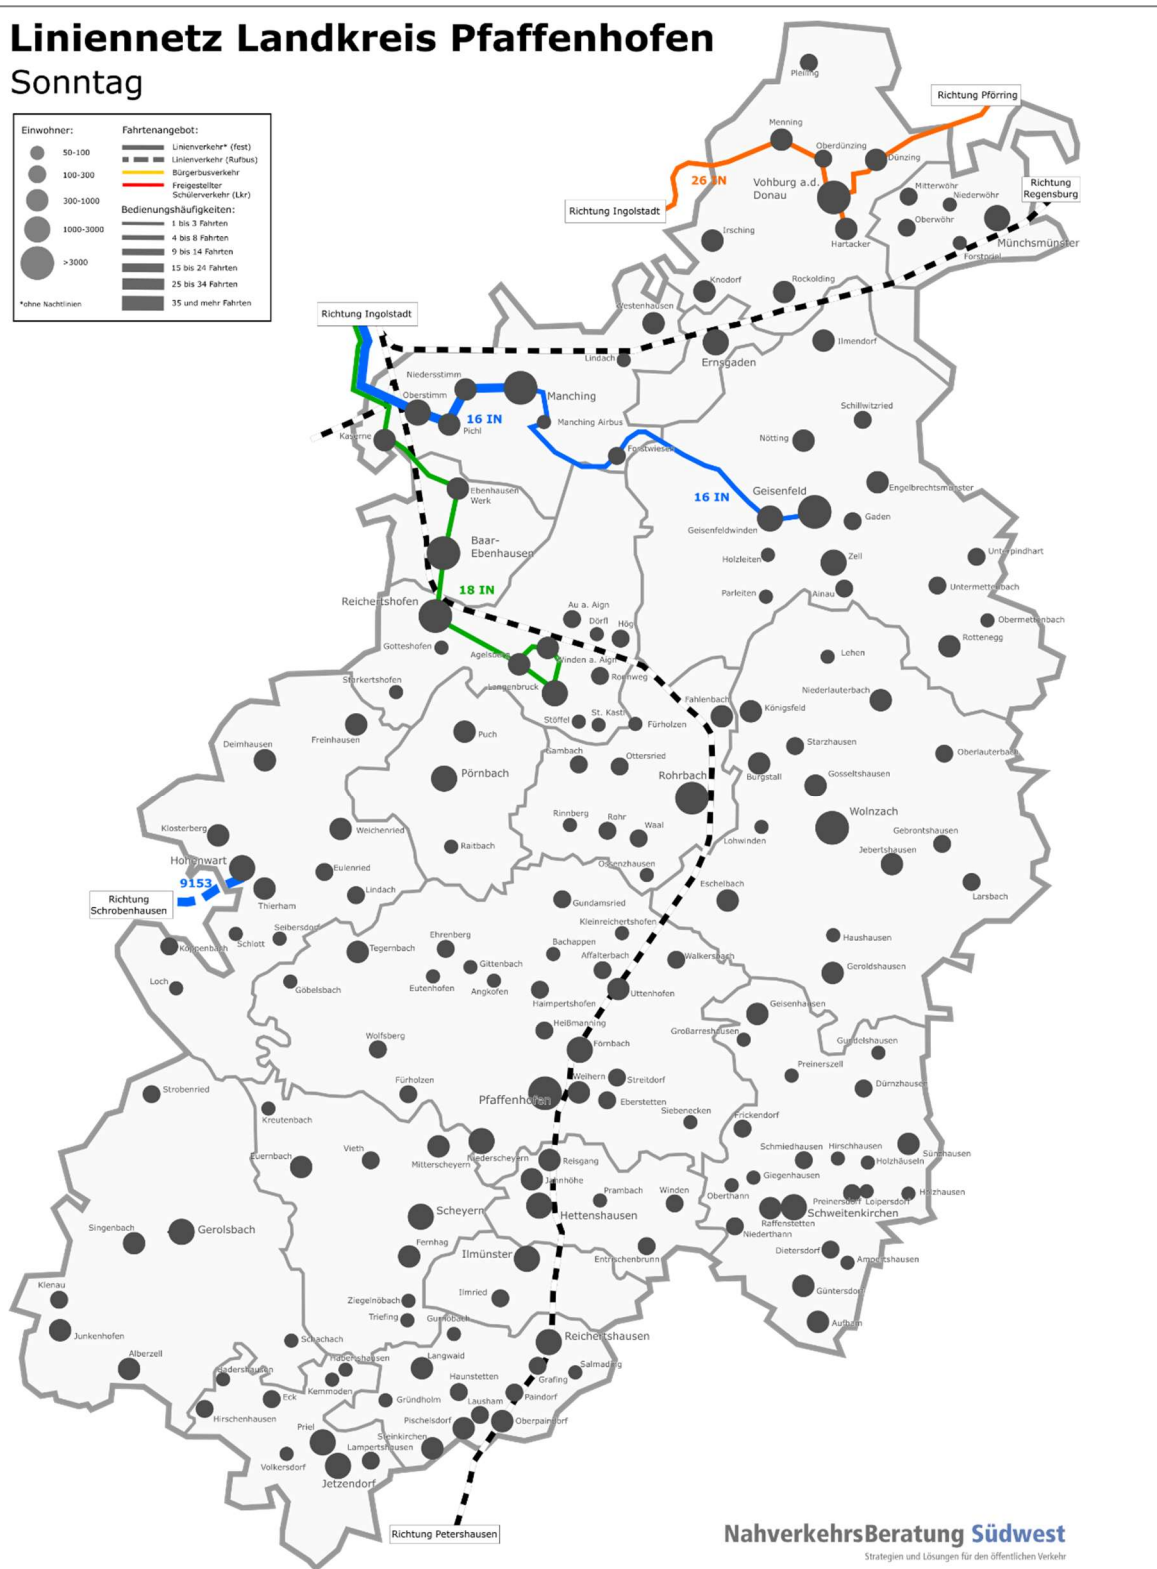 Liniennetz Landkreis Pfaffenhofen
Sonntag
Einwohner:
50-100
100-300
300-1000
1000-3000
>3000
*ohne Nachtlinien
Fahrtenangebot:
Linienverkehr* (fest)
Linienverkehr (Rufbus)
Bürgerbusverkehr
Freigestellter
Schülerverkehr (Lkr)
Bedienungshäufigkeiten:
1 bis 3 Fahrten
4 bis 8 Fahrten
9 bis 14 Fahrten
15 bis 24 Fahrten
25 bis 34 Fahrten
35 und mehr Fahrten
Pleiling
Richtung Pförring
Menning
Oberdünzing
Dünzing
26 IN
Vohburg a.d.
Donau
Mitterwöhr
Niederwöhr
Richtung
Regensburg
Richtung Ingolstadt
Oberwöhr
Münchsmünster
Irsching
Hartacker
Forstpriel
Knodorf
Rockolding
Westenhausen
Richtung Ingolstadt
Lindach
Ernsgaden
Ilmendorf
Niedersstimm
Oberstimm
Manching
16 IN
Pichl
Manching Airbus
Schillwitzried
Kaserne
Forstwiesen
Nötting
Ebenhausen
Werk
16 IN
Geisenfeld
Engelbrechtsmünster
Geisenfeldwinden
Gaden
Baar-
Ebenhausen
Holzleiten
Zell
Unterpindhart
18 IN
Reichertshofen
Parleiten
Ainau
Untermettenbach
Au a. Aign
Dörfl
Hög
Obermettenbach
Gotteshofen
Agelsberg
Winden a. Aign
Lehen
Rottenegg
Starkertshofen
Langenbruck
Ronnweg
Niederlauterbach
Freinhausen
Puch
Stöffel
St. Kastl
Fürholzen
Fahlenbach
Königsfeld
Deimhausen
Gambach
Ottersried
Starzhausen
Oberlauterbach
Pörnbach
Rohrbach
Burgstall
Gosseltshausen
Klosterberg
Weichenried
Rinnberg
Rohr
Waal
Wolnzach
Lohwinden
Gebrontshausen
Raitbach
Jebertshausen
Hohenwart
Eulenried
Ossenzhausen
9153
Richtung
Schrobenhausen
Thierham
Lindach
Gundamsried
Eschelbach
Larsbach
Kleinreichertshofen
Koppenbach
Schlott
Seibersdorf
Tegernbach
Ehrenberg
Bachappen
Affalterbach
Walkersbach
Haushausen
Gittenbach
Eutenhofen
Angkofen
Loch
Göbelsbach
Haimpertshofen
Uttenhofen
Geroldshausen
Geisenhausen
Heißmanning
Großarreshausen
Wolfsberg
Förnbach
Gundelshausen
Preinerszell
Strobenried
Fürholzen
Weihern
Streitdorf
Dürnzhausen
Pfaffenhofen
Eberstetten
Kreutenbach
Siebenecken
Frickendorf
Euernbach
Vieth
Mitterscheyern
Niederscheyern
Reisgang
Schmiedhausen
Hirschhausen
Holzhäuseln
Sünzhausen
Jahnhöhe
Giegenhausen
Oberthann
Prambach
Winden
Preinersdorf
Loipersdorf
Holzhausen
Scheyern
Hettenshausen
Raffenstetten
Schweitenkirchen
Singenbach
Gerolsbach
Niederthann
Fernhag
Ilmünster
Entrischenbrunn
Dietersdorf
Ampertshausen
Klenau
Ziegelnöbach
Ilmried
Güntersdorf
Triefing
Gurnöbach
Aufham
Junkenhofen
Schachach
Reichertshausen
Alberzell
Badershausen
Habertshausen
Langwaid
Salmading
Grafing
Kemmoden
Haunstetten
Eck
Gründholm
Paindorf
Lausham
Hirschenhausen
Pischelsdorf
Oberpaindorf
Priel
Steinkirchen
Lampertshausen
Volkersdorf
Jetzendorf
Richtung Petershausen
NahverkehrsBeratung Südwest
Strategien und Lösungen für den öffentlichen Verkehr